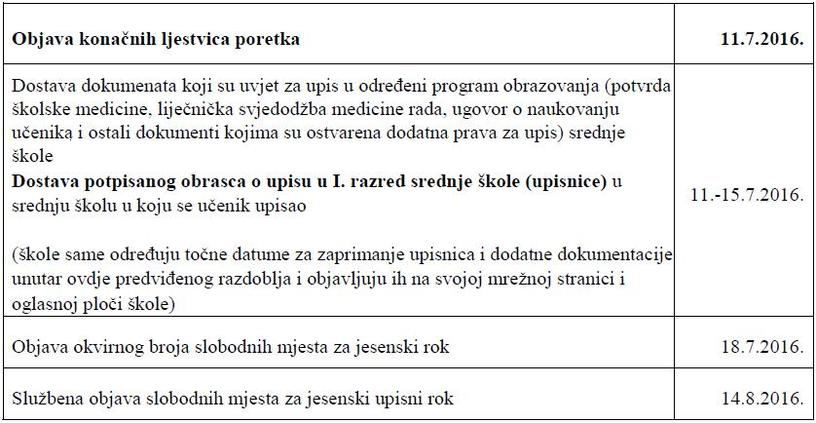 Objava konačnih ljestvica poretka 11.7.2016.
Dostava dokumenata koji su uvjet za upis u određeni program obrazovanja (potvrda
školske medicine, liječnička svjedodžba medicine rada, ugovor o naukovanju
učenika i ostali dokumenti kojima su ostvarena dodatna prava za upis) srednje
škole
Dostava potpisanog obrasca o upisu u I. razred srednje škole (upisnice) u
srednju školu u koju se učenik upisao
11.-15.7.2016.
(škole same određuju točne datume za zaprimanje upisnica i dodatne dokumentacije
unutar ovdje predviđenog razdoblja i objavljuju ih na svojoj mrežnoj stranici i
oglasnoj ploči škole)
Objava okvirnog broja slobodnih mjesta za jesenski rok 18.7.2016.
Službena objava slobodnih mjesta za jesenski upisni rok 14.8.2016.